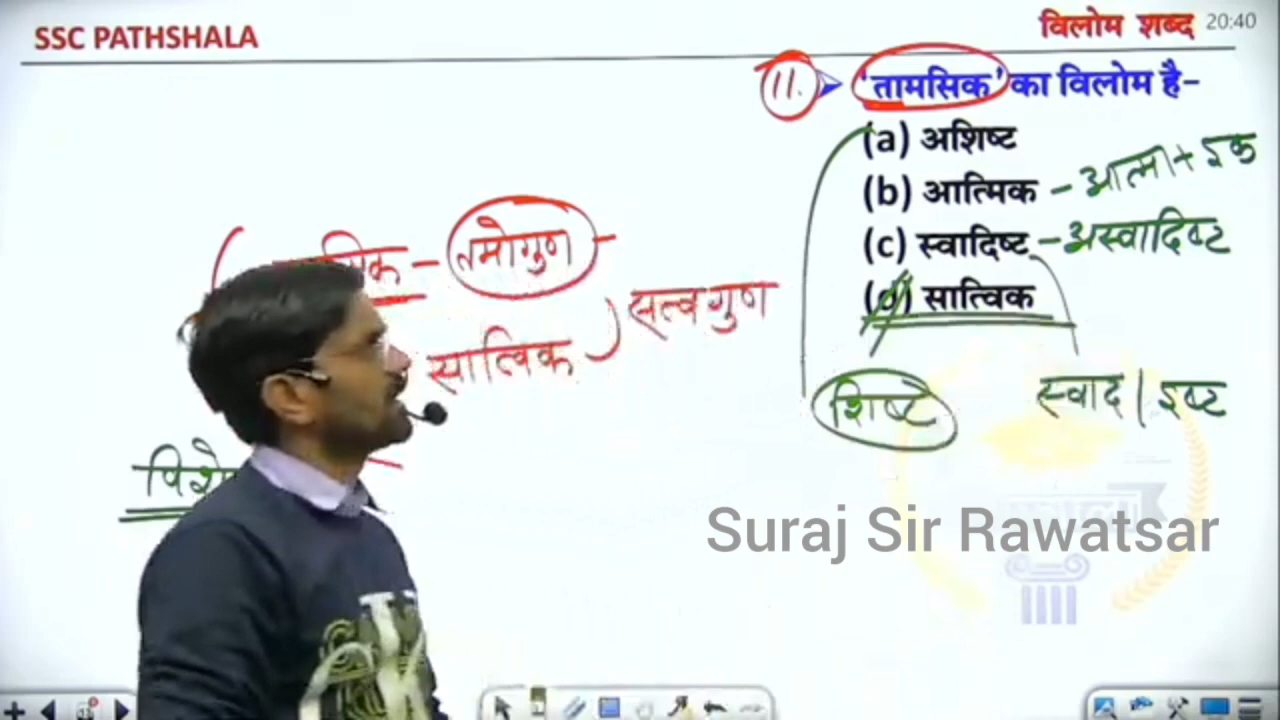 SSC PATHSHALA
विलोम शब्द 20:40
11. 'तामसिक' का विलोम है-
(a) अशिष्ट
(b) आत्मिक - आत्मा + इक
(c) स्वादिष्ट - अस्वादिष्ट
(d) सात्विक
तमोगुण
सात्विक
सत्वगुण
शिष्ट
स्वाद | इष्ट
Suraj Sir Rawatsar